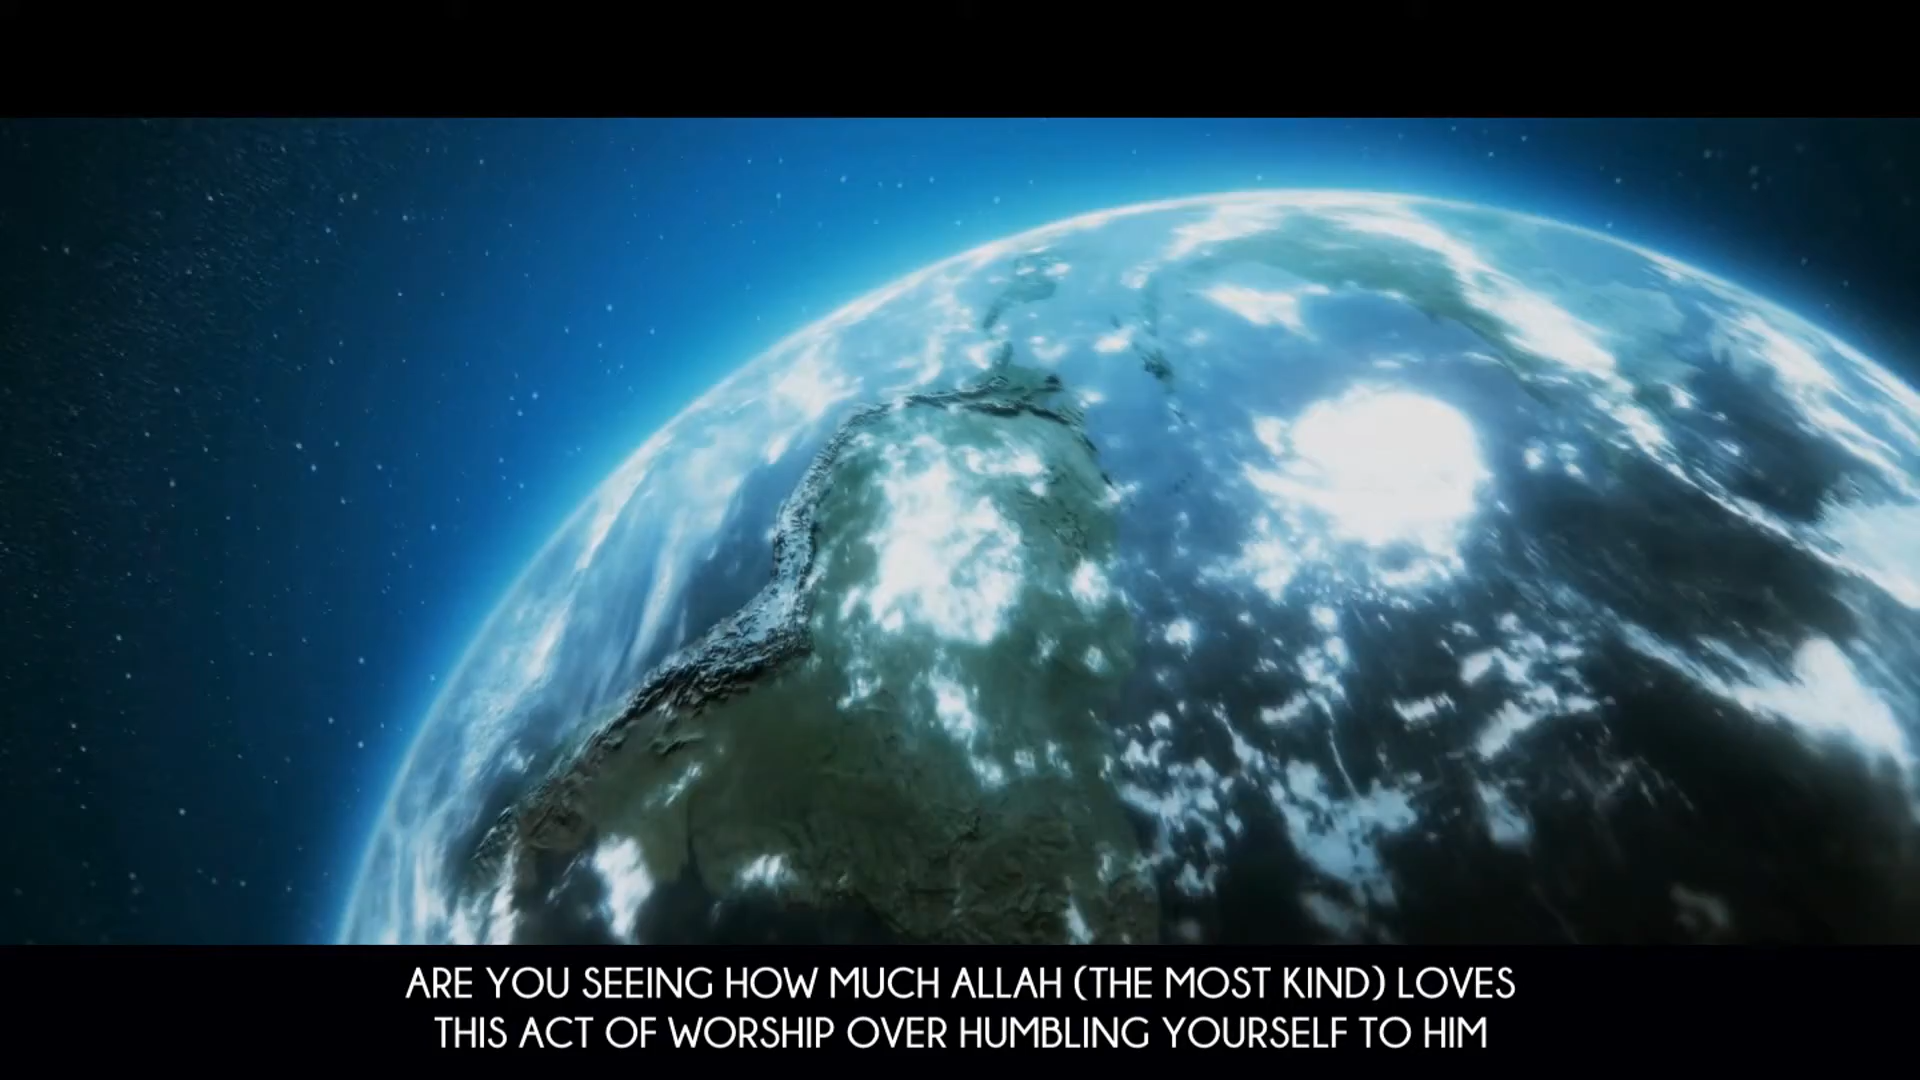 ARE YOU SEEING HOW MUCH ALLAH (THE MOST KIND) LOVES
THIS ACT OF WORSHIP OVER HUMBLING YOURSELF TO HIM